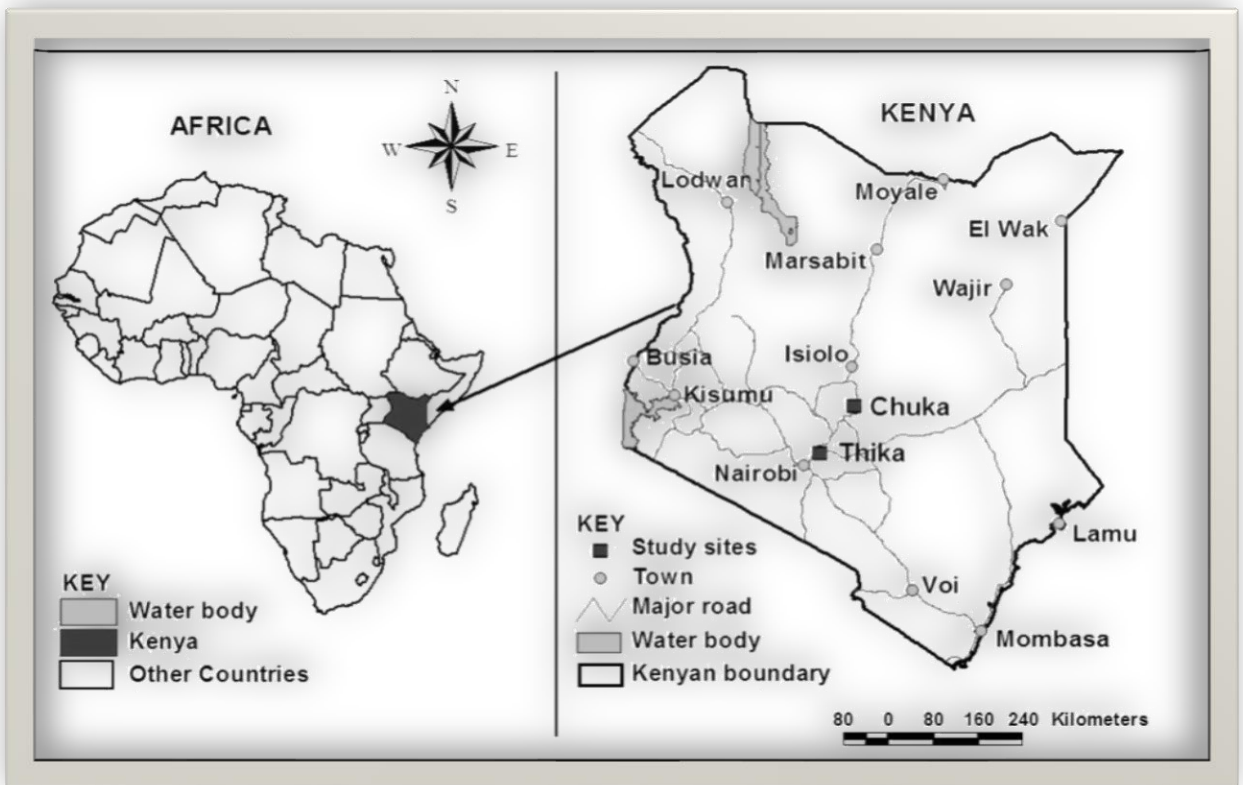 AFRICA
N
W
E
S
KEY
Water body
Kenya
Other Countries
KENYA
Lodwar
Moyale
El Wak
Marsabit
Wajir
Busia
Isiolo
Kisumu
Chuka
Thika
Nairobi
Lamu
Voi
Mombasa
KEY
Study sites
Town
Major road
Water body
Kenyan boundary
80 0 80 160 240 Kilometers